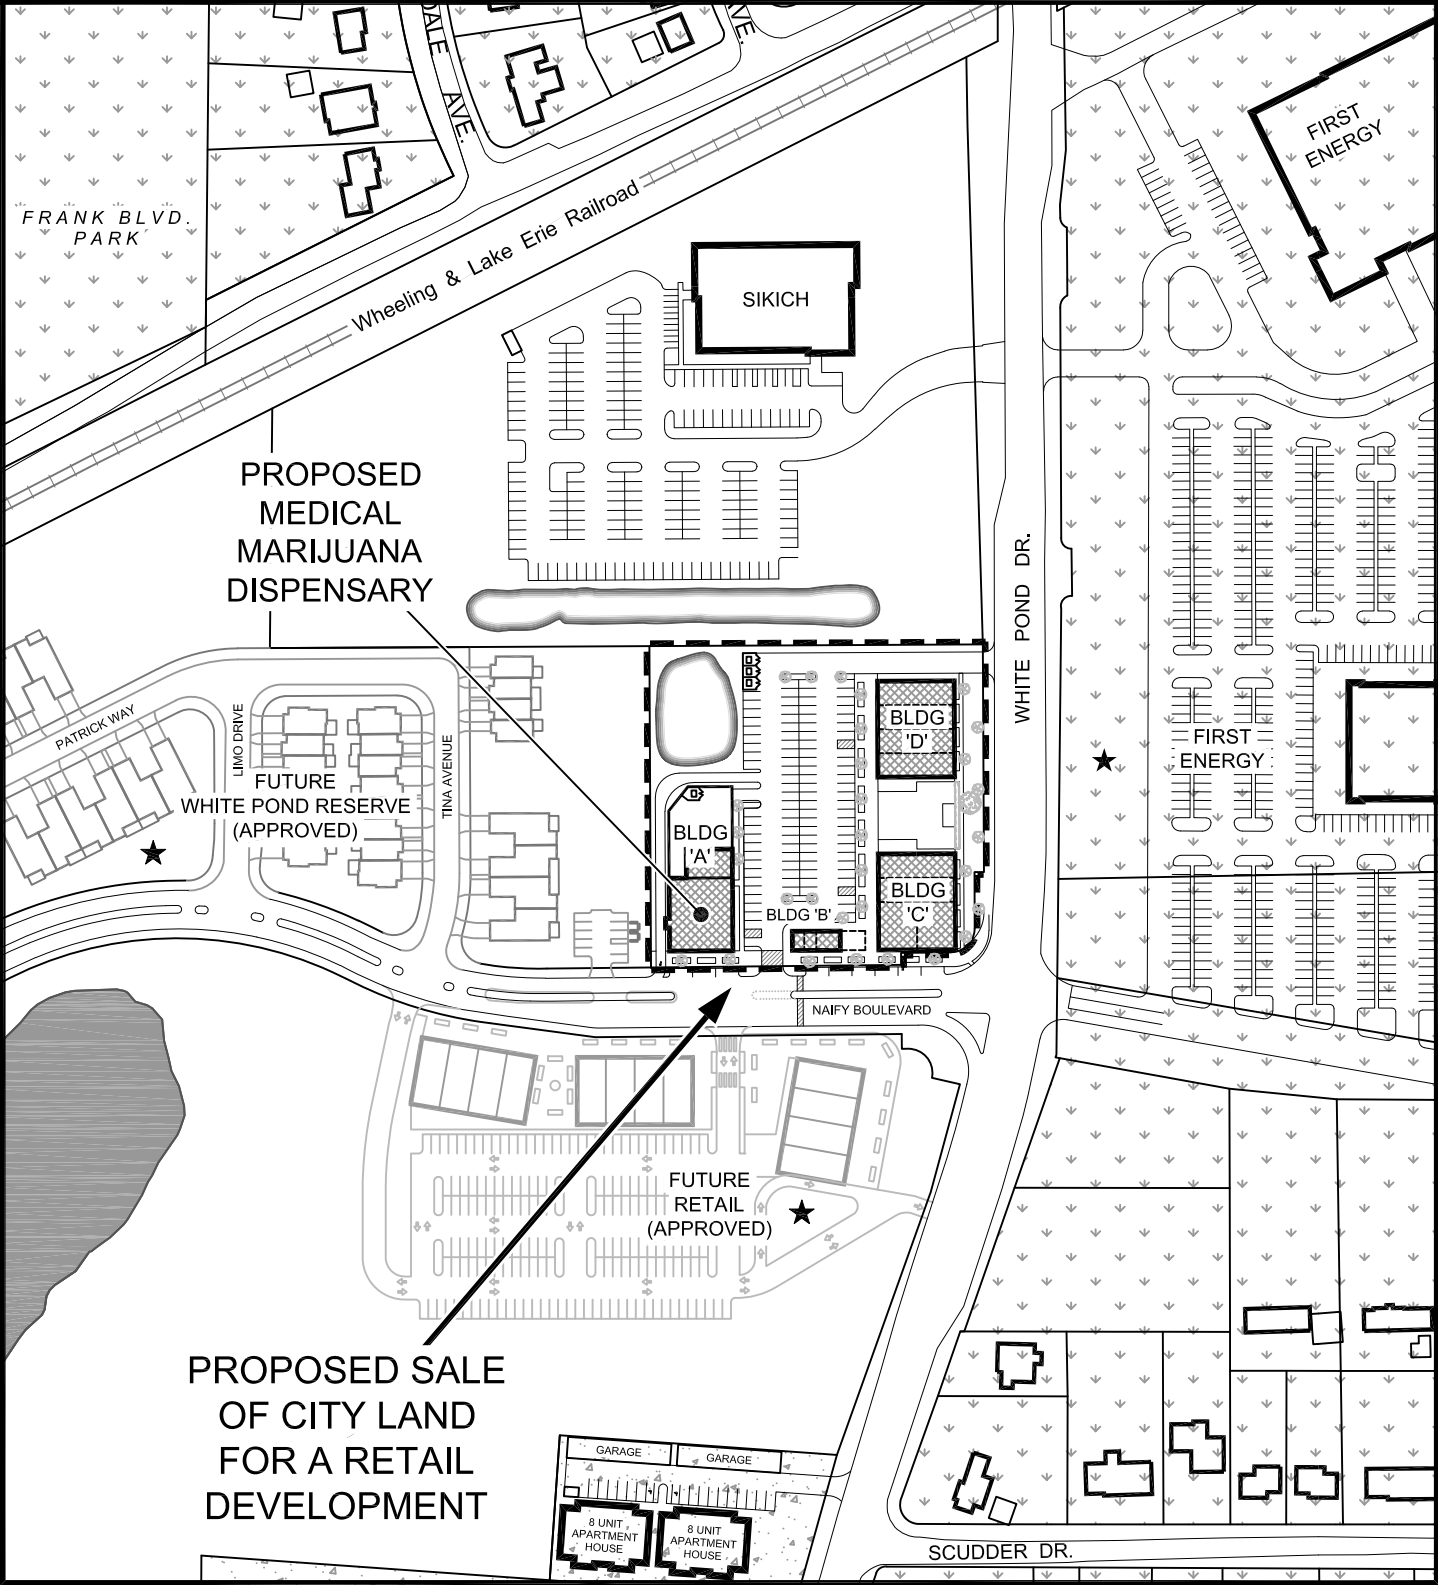 DALE AVE.
AVE.
FIRST
ENERGY
FRANK BLVD.
PARK
Wheeling & Lake Erie Railroad
SIKICH
PROPOSED
MEDICAL
MARIJUANA
DISPENSARY
WHITE POND DR.
PATRICK WAY
LIMO DRIVE
TINA AVENUE
FUTURE
WHITE POND RESERVE
(APPROVED)
BLDG
'D'
BLDG
'A'
BLDG 'B'
BLDG
'C'
FIRST
ENERGY
NAIFY BOULEVARD
FUTURE
RETAIL
(APPROVED)
PROPOSED SALE
OF CITY LAND
FOR A RETAIL
DEVELOPMENT
GARAGE
GARAGE
8 UNIT
APARTMENT
HOUSE
8 UNIT
APARTMENT
HOUSE
SCUDDER DR.